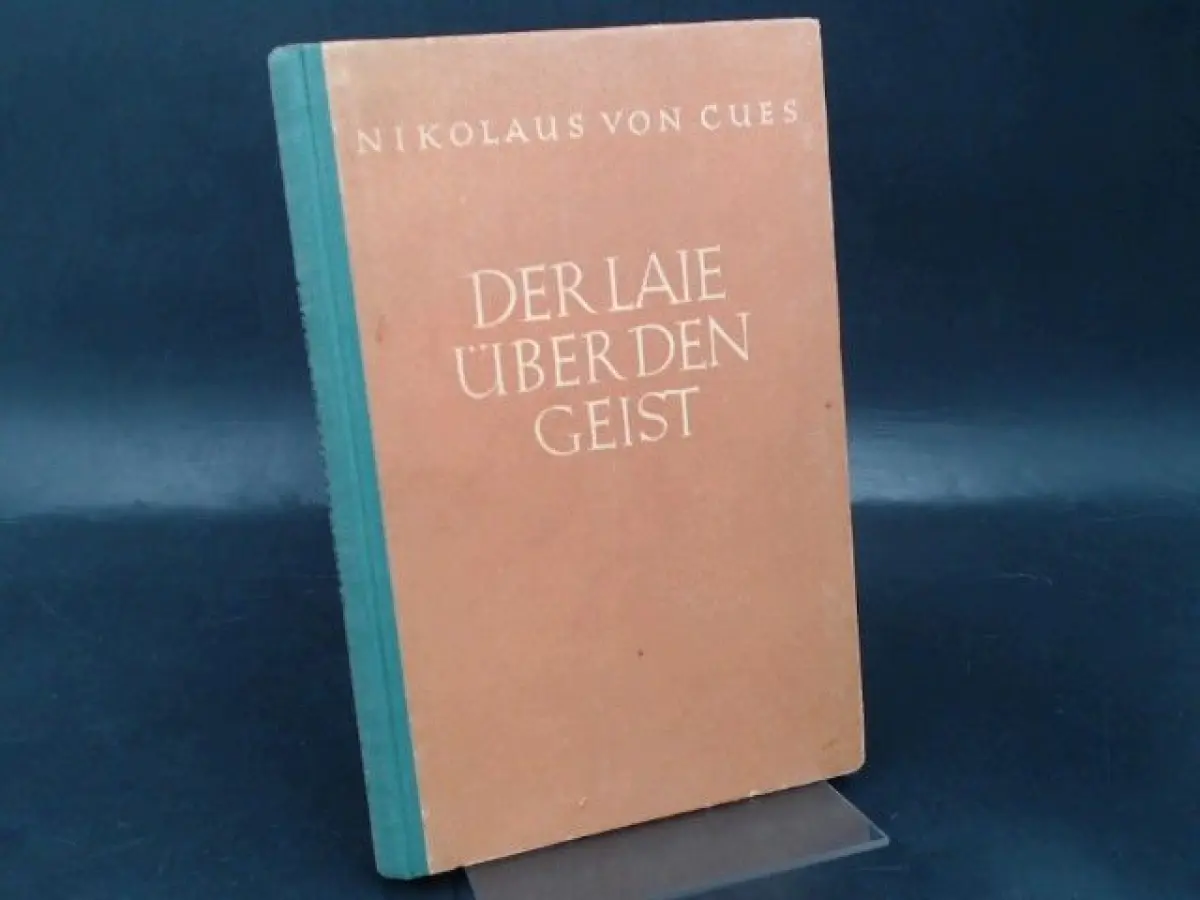 NIKOLAUS VON CUES
DER LAIE
ÜBER DEN
GEIST